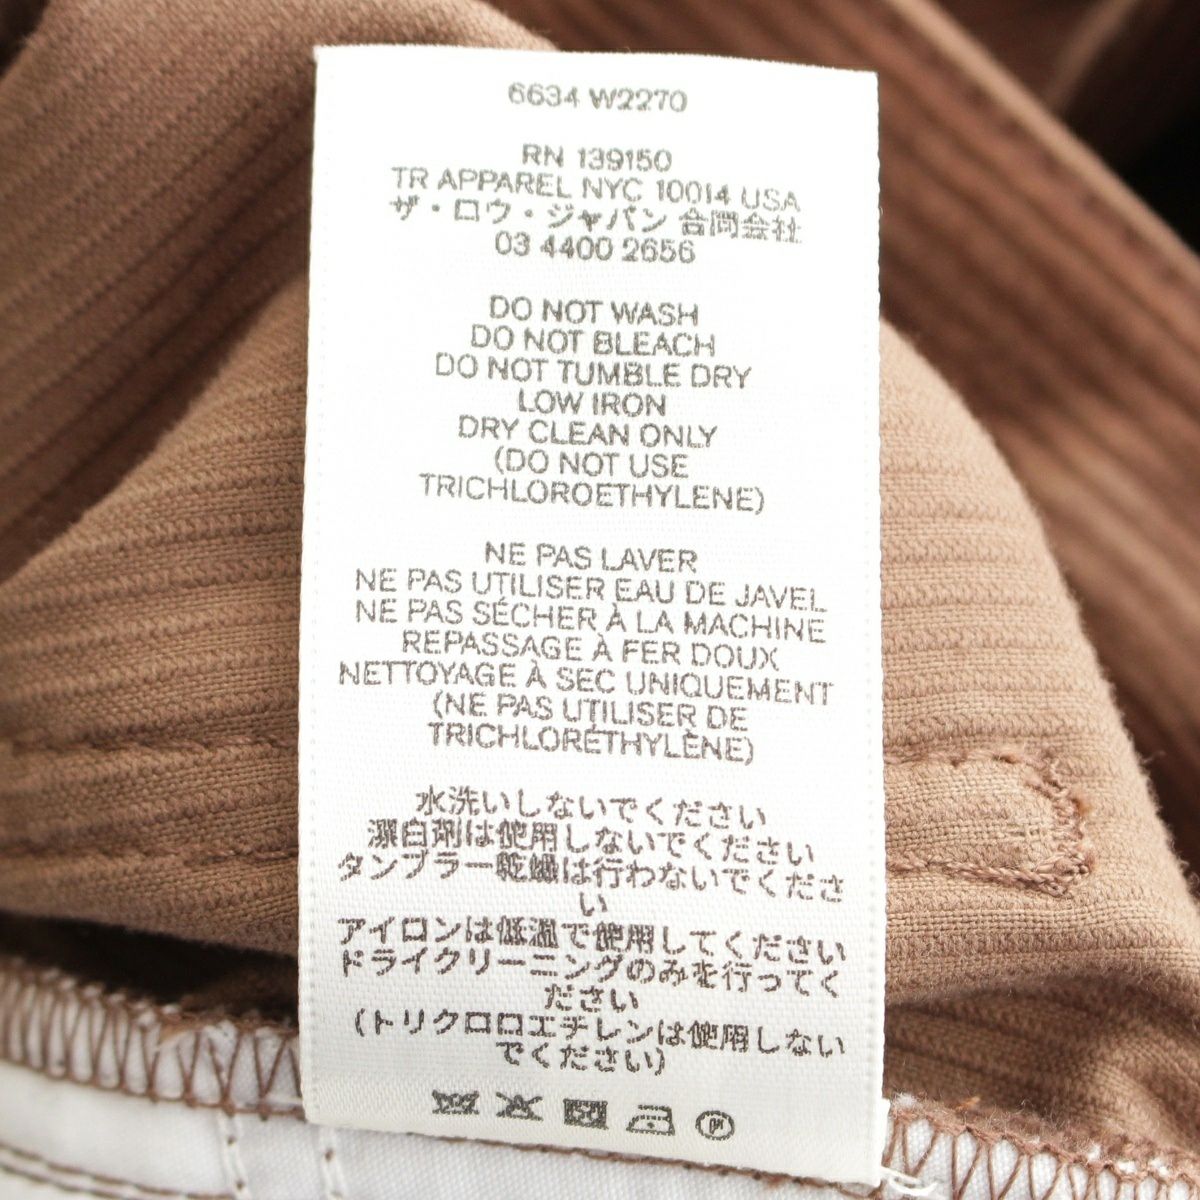 6634 W2270
RN 139150
TR APPAREL NYC 10014 USA
ザ・ロウ・ジャパン 合同会社
03 4400 2656
DO NOT WASH
DO NOT BLEACH
DO NOT TUMBLE DRY
LOW IRON
DRY CLEAN ONLY
(DO NOT USE
TRICHLOROETHYLENE)
NE PAS LAVER
NE PAS UTILISER EAU DE JAVEL
NE PAS SÉCHER À LA MACHINE
REPASSAGE À FER DOUX
NETTOYAGE À SEC UNIQUEMENT
(NE PAS UTILISER DE
TRICHLORÉTHYLÈNE)
水洗いしないでください
漂白剤は使用しないでください
タンブラー乾燥は行わないでくださ
い
アイロンは低温で使用してください
ドライクリーニングのみを行ってく
ださい
(トリクロロエチレンは使用しない
でください)